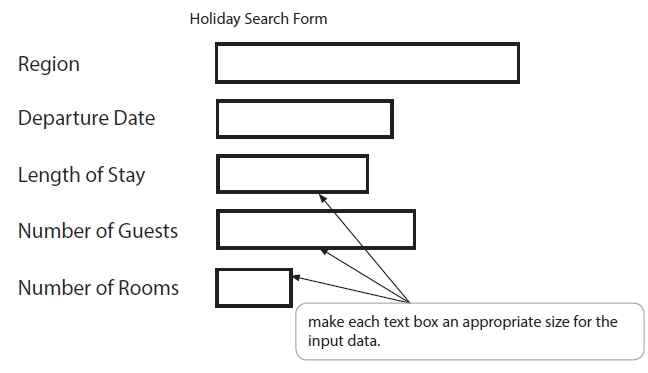 Holiday Search Form
Region
Departure Date
Length of Stay
Number of Guests
Number of Rooms
make each text box an appropriate size for the
input data.